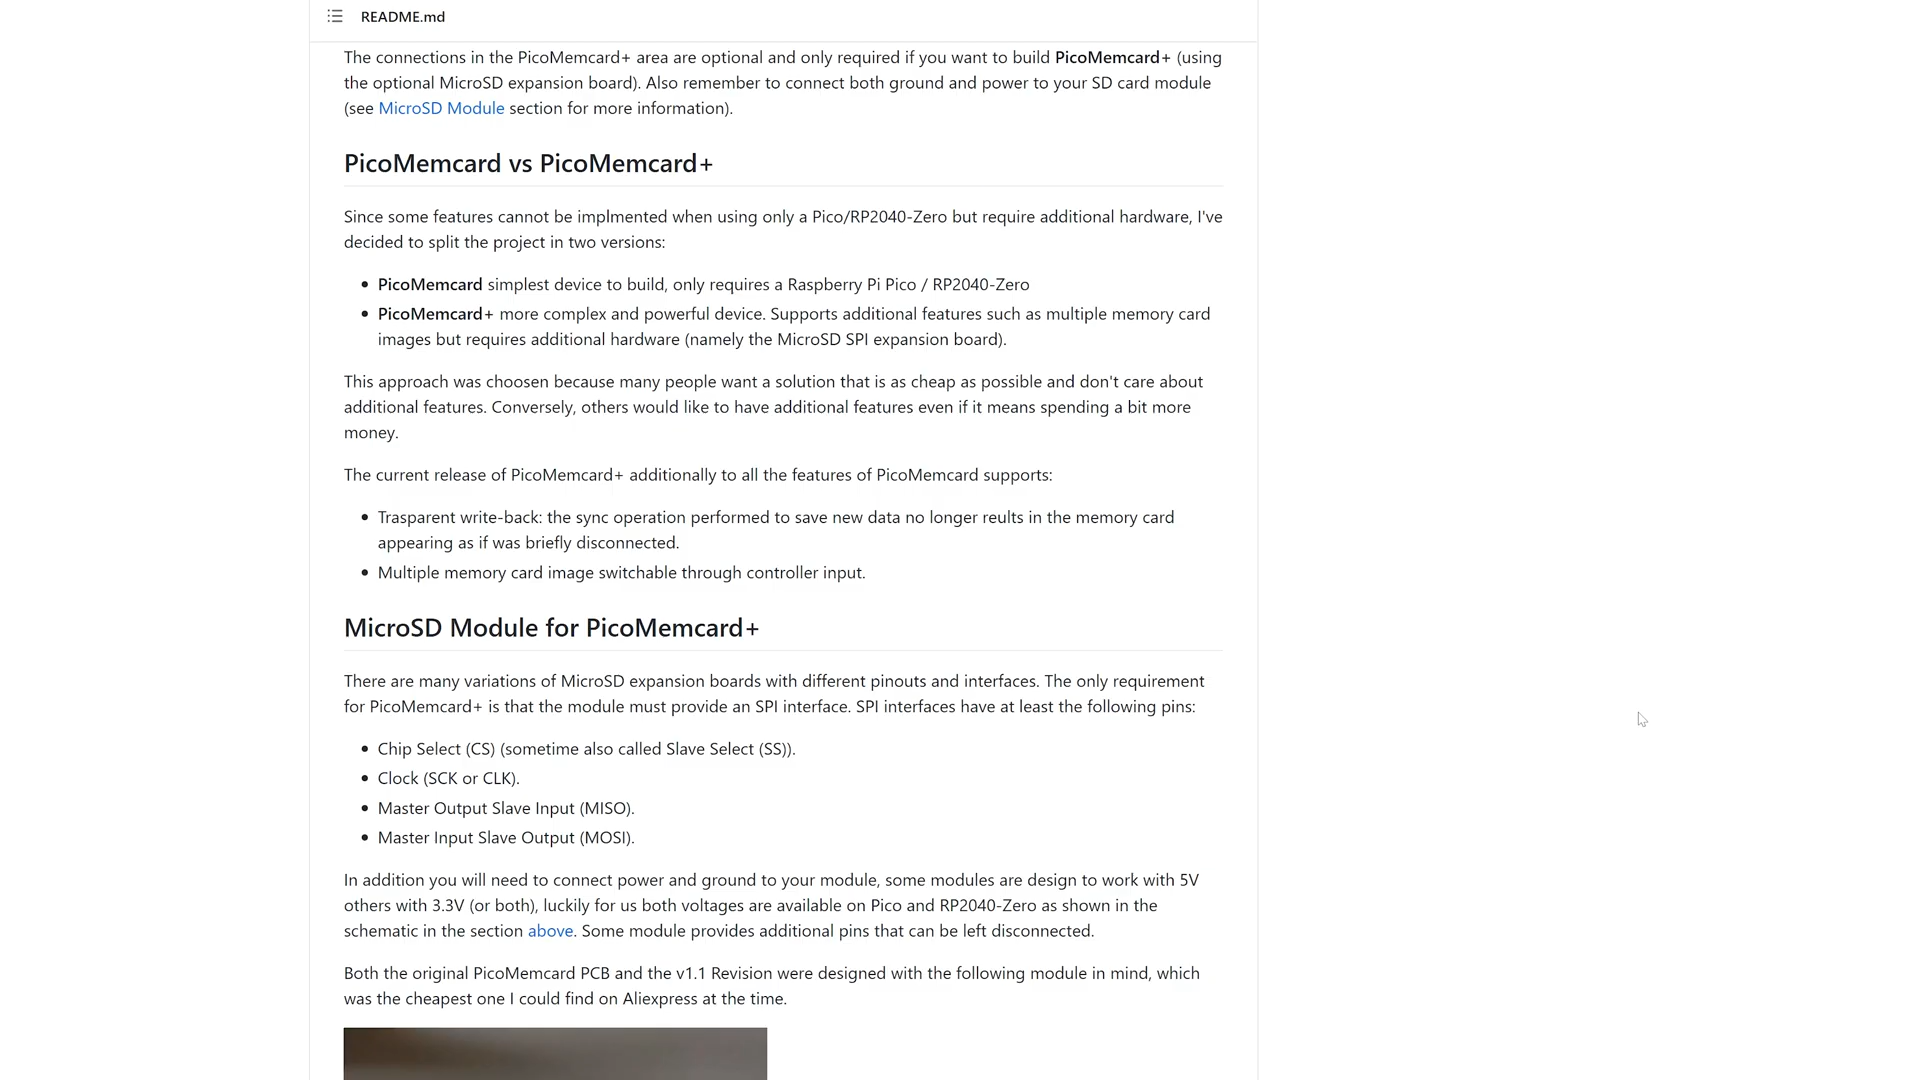 README.md
The connections in the PicoMemcard+ area are optional and only required if you want to build PicoMemcard+ (using
the optional MicroSD expansion board). Also remember to connect both ground and power to your SD card module
(see MicroSD Module section for more information).
PicoMemcard vs PicoMemcard+
Since some features cannot be implmented when using only a Pico/RP2040-Zero but require additional hardware, I've
decided to split the project in two versions:
• PicoMemcard simplest device to build, only requires a Raspberry Pi Pico / RP2040-Zero
• PicoMemcard+ more complex and powerful device. Supports additional features such as multiple memory card
images but requires additional hardware (namely the MicroSD SPI expansion board).
This approach was choosen because many people want a solution that is as cheap as possible and don't care about
additional features. Conversely, others would like to have additional features even if it means spending a bit more
money.
The current release of PicoMemcard+ additionally to all the features of PicoMemcard supports:
• Trasparent write-back: the sync operation performed to save new data no longer reults in the memory card
appearing as if was briefly disconnected.
• Multiple memory card image switchable through controller input.
MicroSD Module for PicoMemcard+
There are many variations of MicroSD expansion boards with different pinouts and interfaces. The only requirement
for PicoMemcard+ is that the module must provide an SPI interface. SPI interfaces have at least the following pins:
• Chip Select (CS) (sometime also called Slave Select (SS)).
• Clock (SCK or CLK).
• Master Output Slave Input (MISO).
• Master Input Slave Output (MOSI).
In addition you will need to connect power and ground to your module, some modules are design to work with 5V
others with 3.3V (or both), luckily for us both voltages are available on Pico and RP2040-Zero as shown in the
schematic in the section above. Some module provides additional pins that can be left disconnected.
Both the original PicoMemcard PCB and the v1.1 Revision were designed with the following module in mind, which
was the cheapest one I could find on Aliexpress at the time.